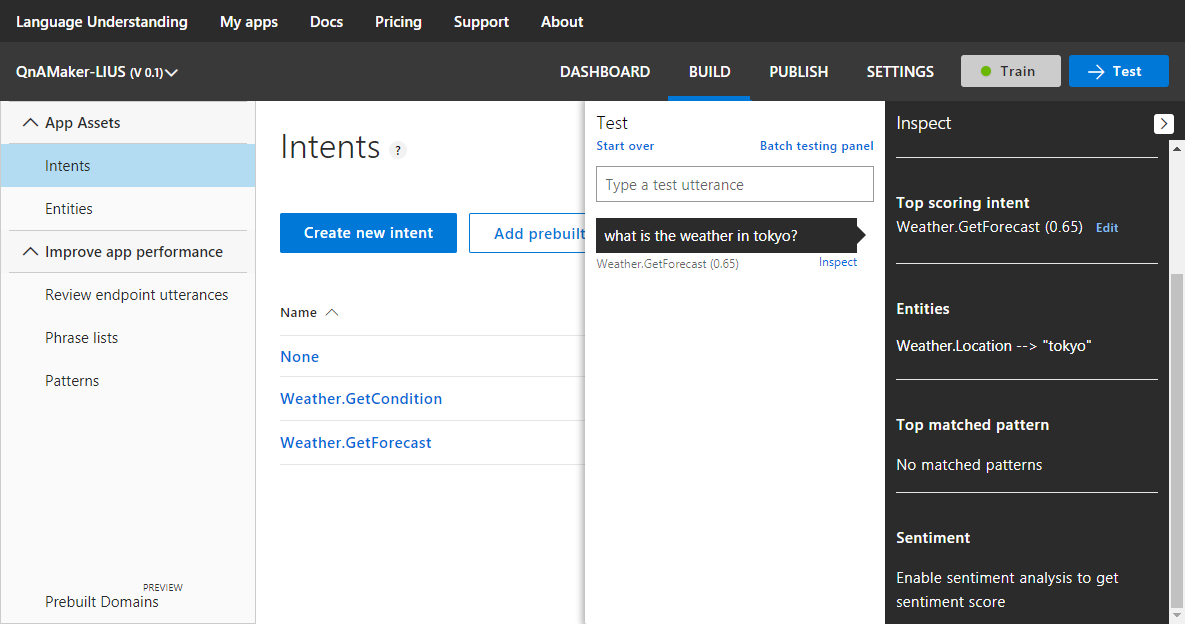 Language Understanding My apps Docs Pricing Support About
QnAMaker-LIUS (V 0.1) DASHBOARD BUILD PUBLISH SETTINGS Train Test
App Assets
Intents
Entities
Improve app performance
Review endpoint utterances
Phrase lists
Patterns
PREVIEW
Prebuilt Domains
Intents ?
Create new intent Add prebuilt
Name
None
Weather.GetCondition
Weather.GetForecast
Test
Start over Batch testing panel
Type a test utterance
what is the weather in tokyo?
Weather.GetForecast (0.65) Inspect
Inspect
Top scoring intent
Weather.GetForecast (0.65) Edit
Entities
Weather.Location --> "tokyo"
Top matched pattern
No matched patterns
Sentiment
Enable sentiment analysis to get
sentiment score